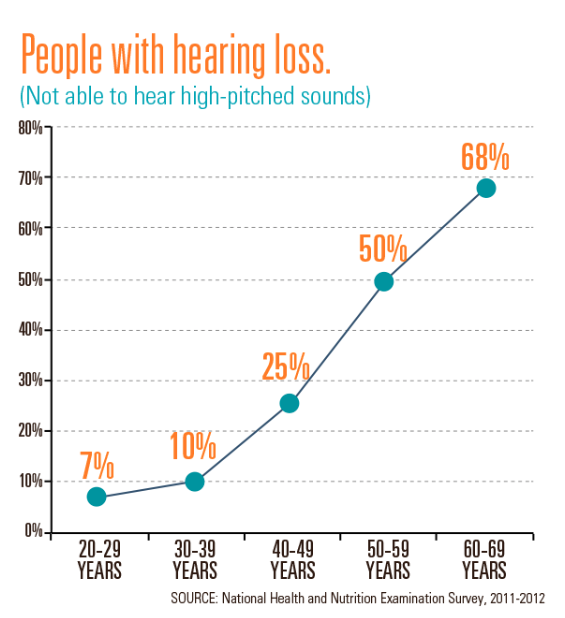 People with hearing loss.
(Not able to hear high-pitched sounds)
80%
70%
60%
50%
40%
30%
20%
10%
0%
7%
10%
25%
50%
68%
20-29
YEARS
30-39
YEARS
40-49
YEARS
50-59
YEARS
60-69
YEARS
SOURCE: National Health and Nutrition Examination Survey, 2011-2012